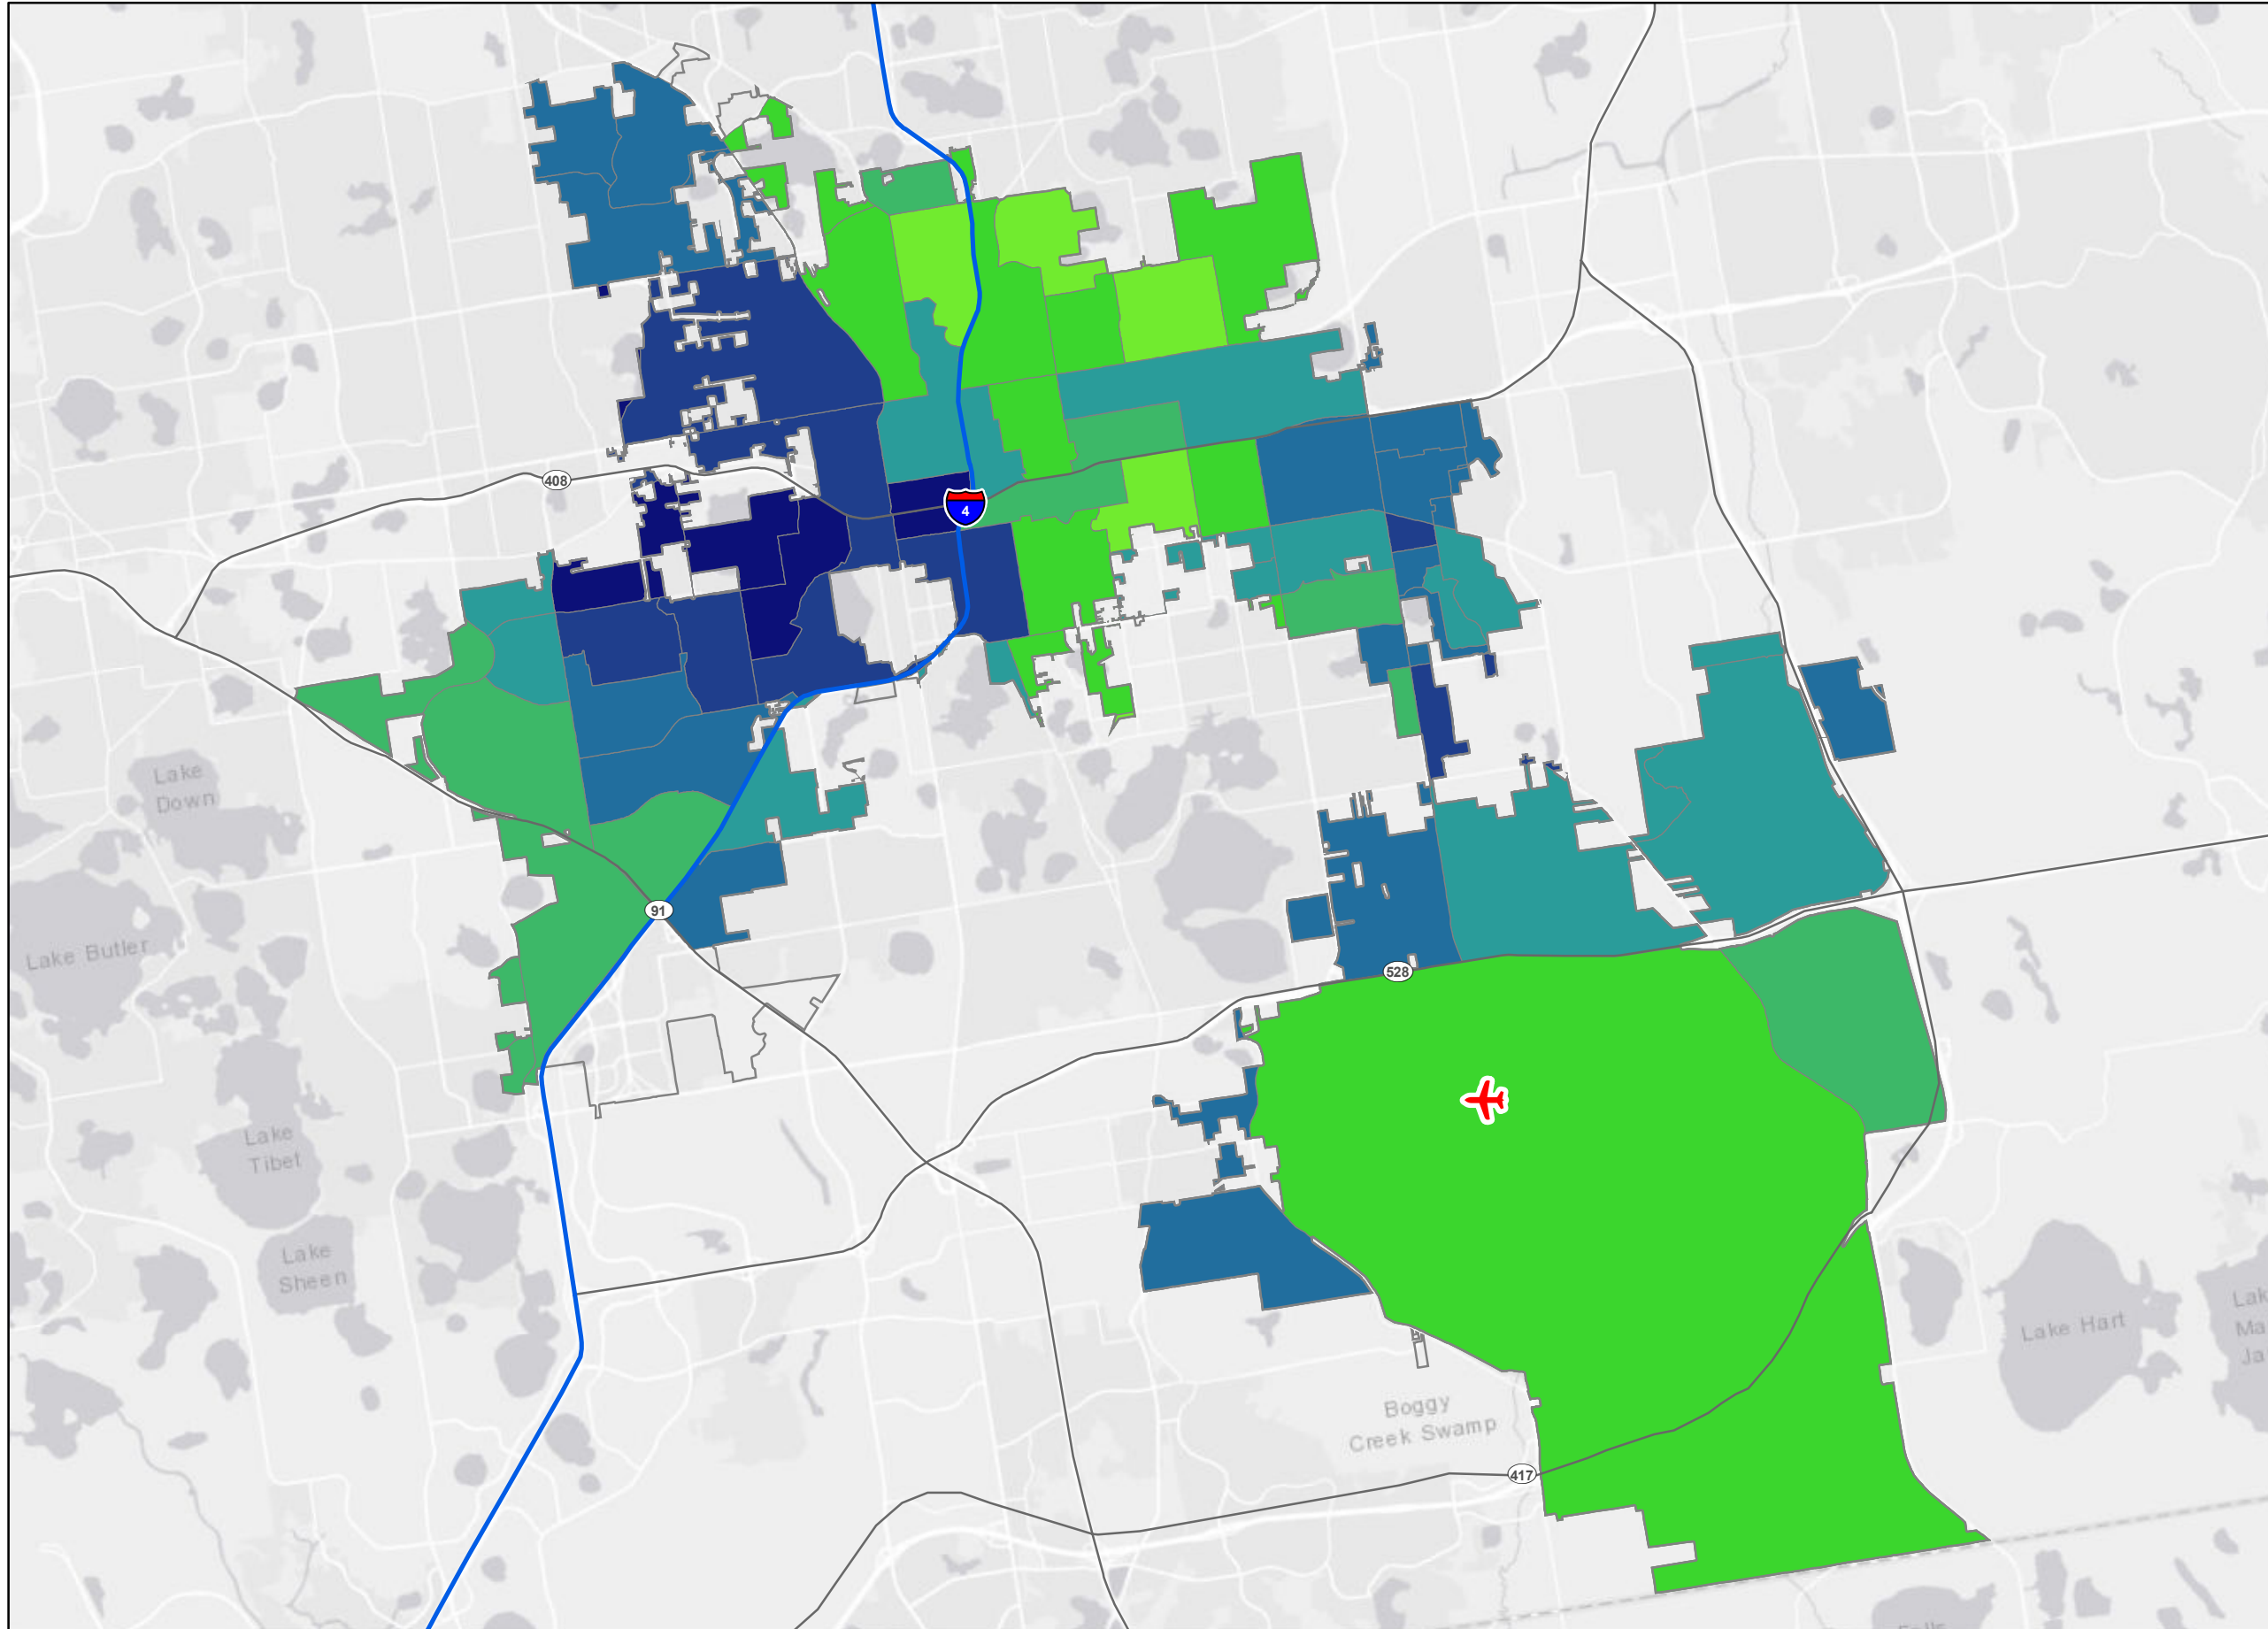 408
4
Lake
Down
91
Lake Butler
528
Lake
Tibet
Lake
Sheen
Lake Hart
Boggy
Creek Swamp
417